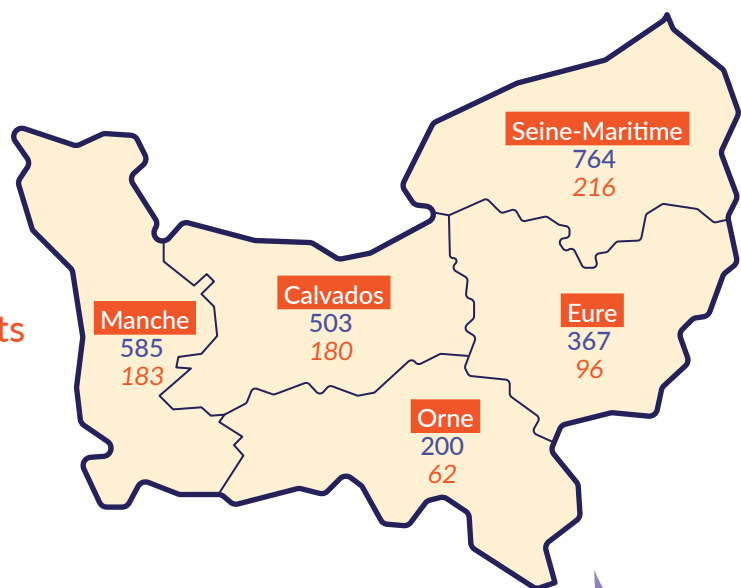 Seine-Maritime
764
216
Calvados
503
180
Eure
367
96
Manche
585
183
ts
Orne
200
62